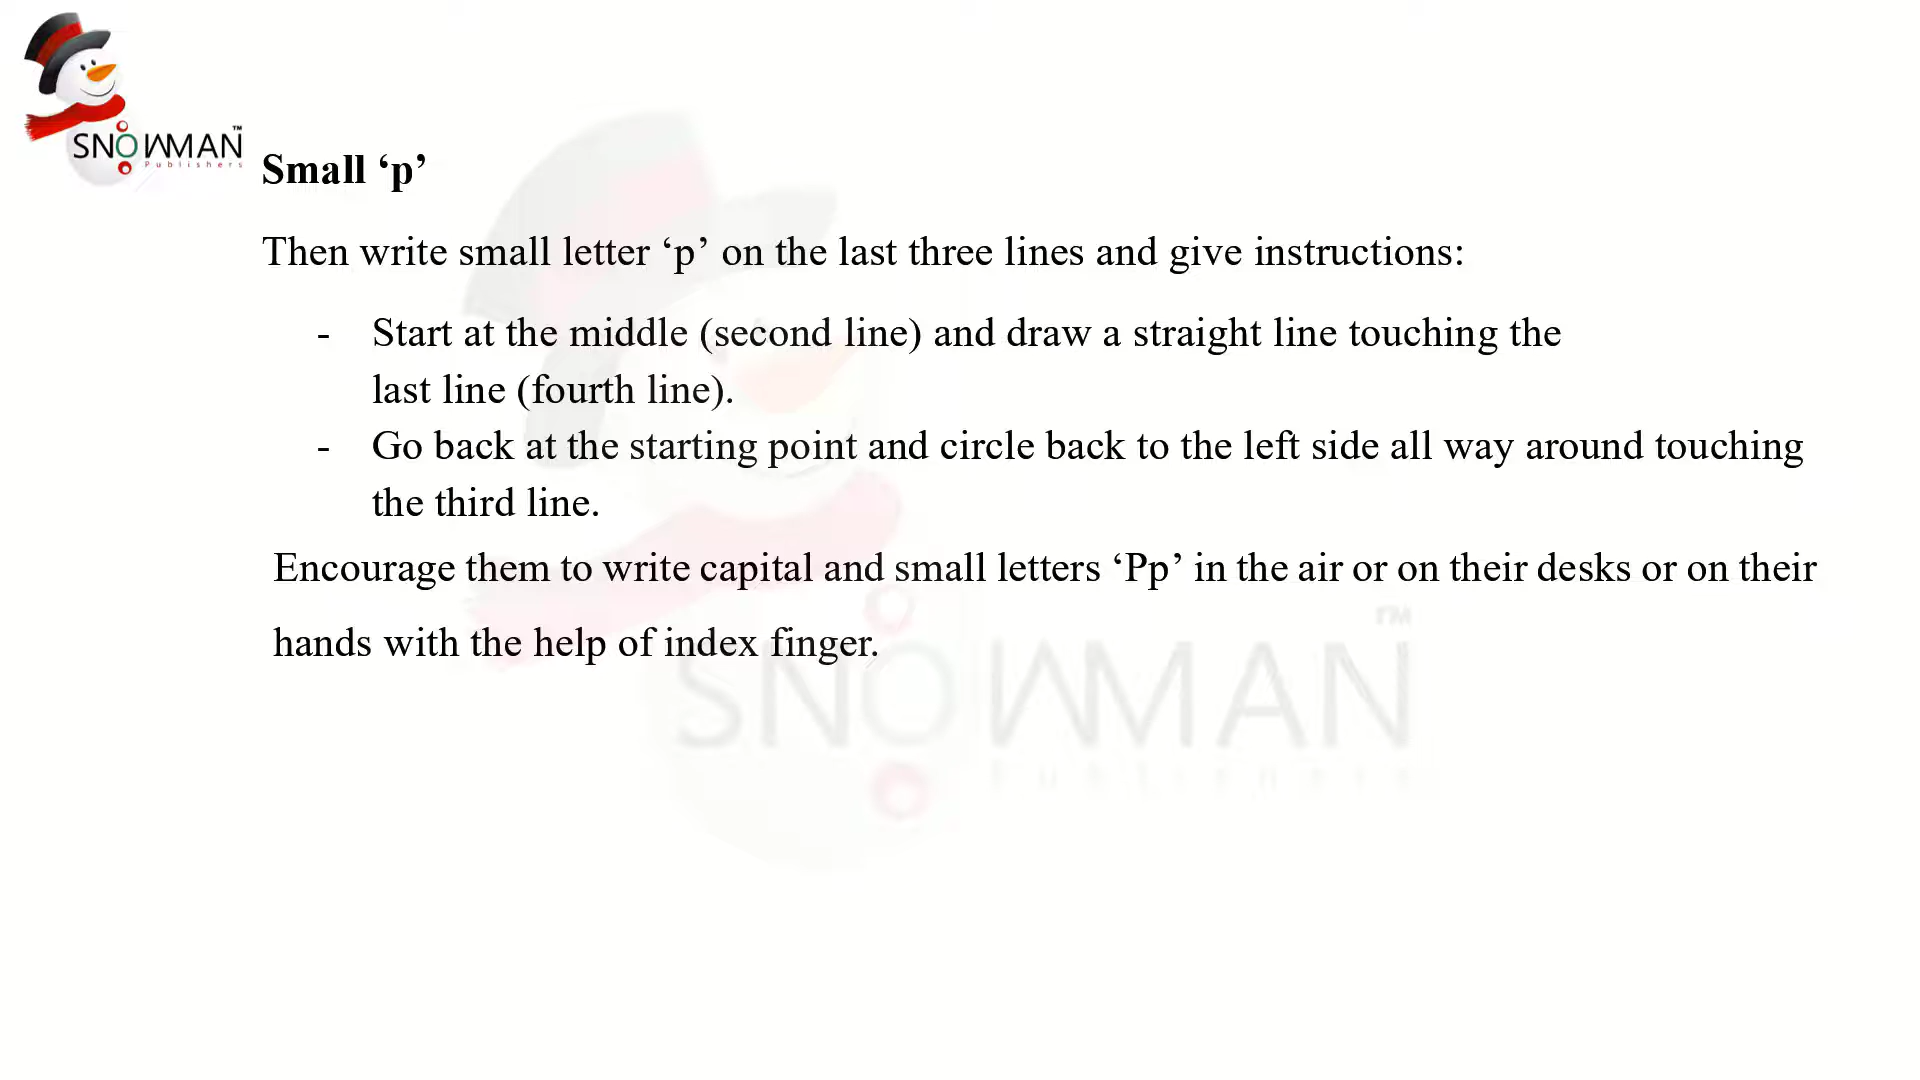 SNOWMAN™
Publishers
Small ‘p’
Then write small letter ‘p’ on the last three lines and give instructions:
- Start at the middle (second line) and draw a straight line touching the
last line (fourth line).
- Go back at the starting point and circle back to the left side all way around touching
the third line.
Encourage them to write capital and small letters ‘Pp’ in the air or on their desks or on their
hands with the help of index finger.
SNOWMAN™
Publishers